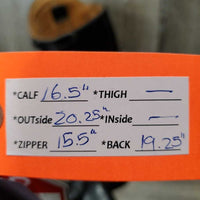 *CALF 16.5" *THIGH —
*OUTside 20.25" *INside —
*ZIPPER 15.5" *BACK 19.25"